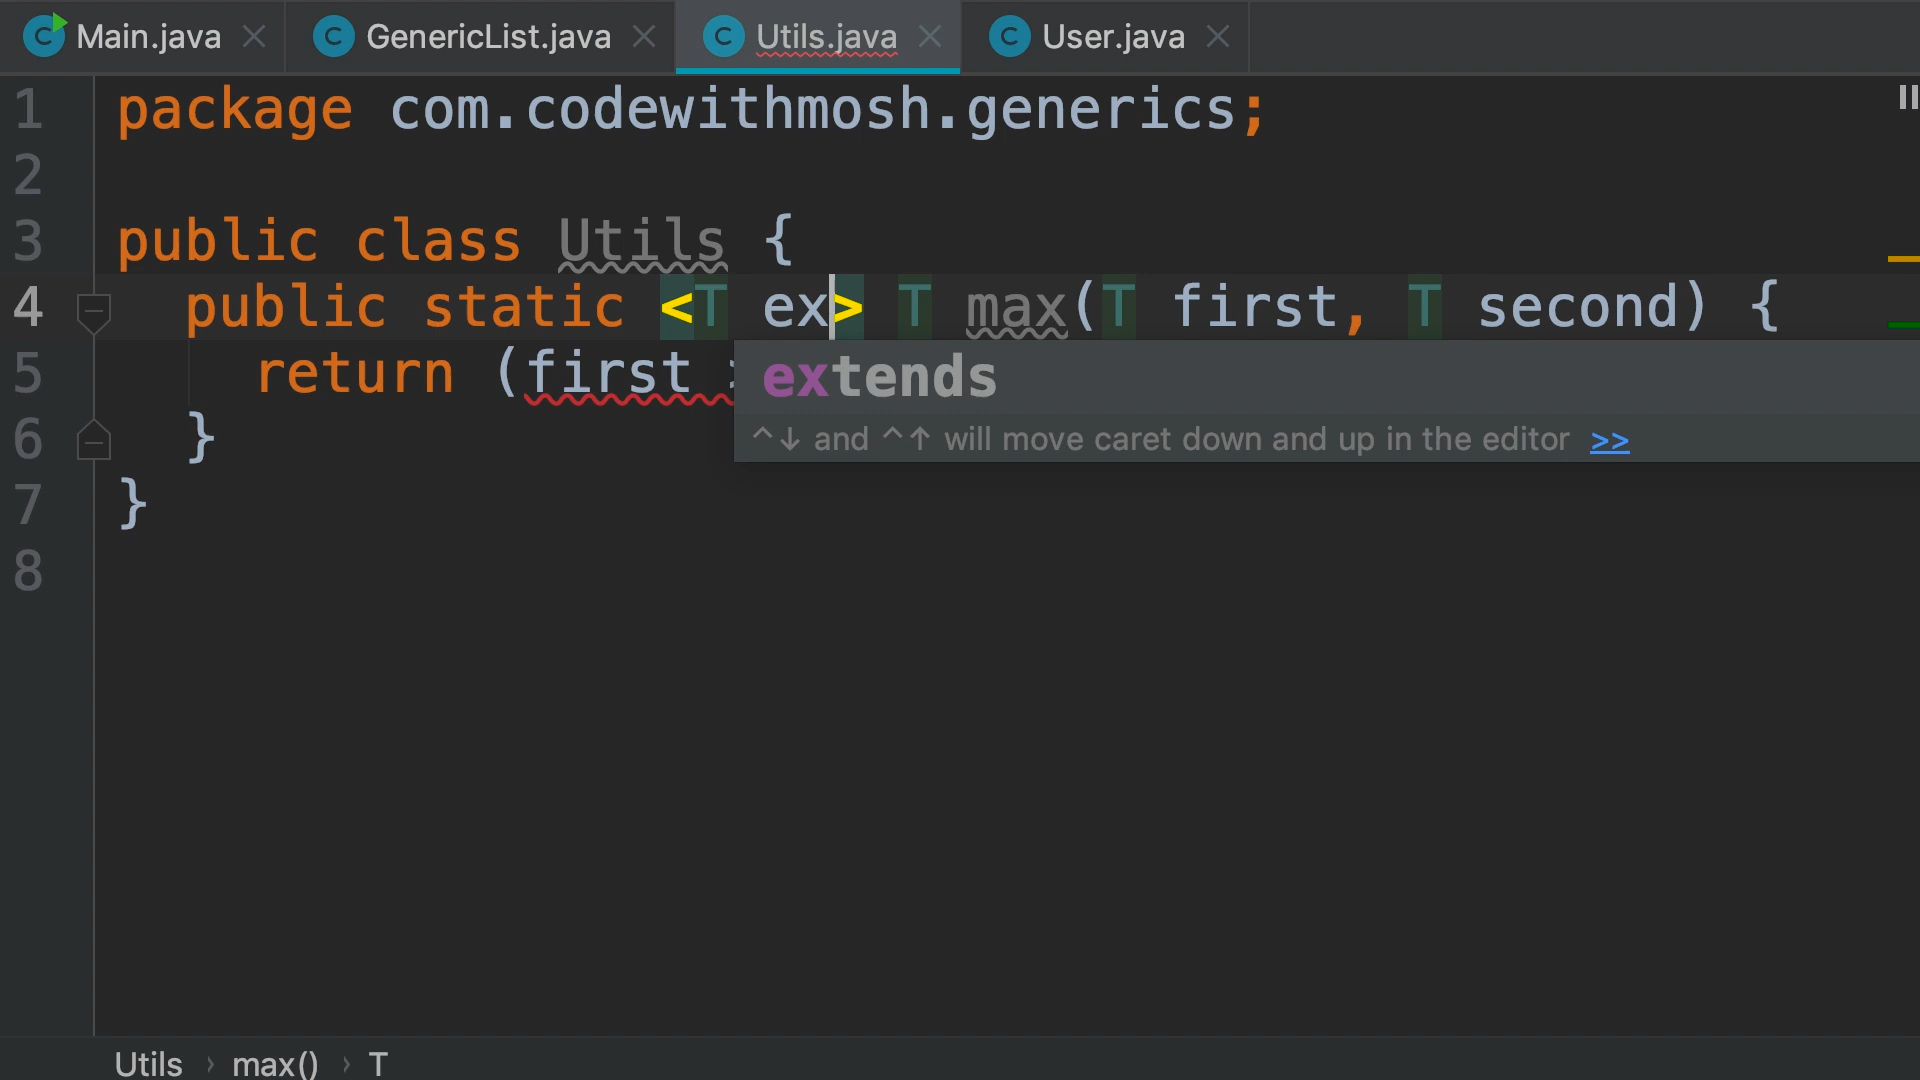 Main.java GenericList.java Utils.java User.java
1 package com.codewithmosh.generics;
2
3 public class Utils {
4 public static <T ex> T max(T first, T second) {
5 return (first
extends
^↓ and ^↑ will move caret down and up in the editor >>
6 }
7 }
8
Utils › max() › T